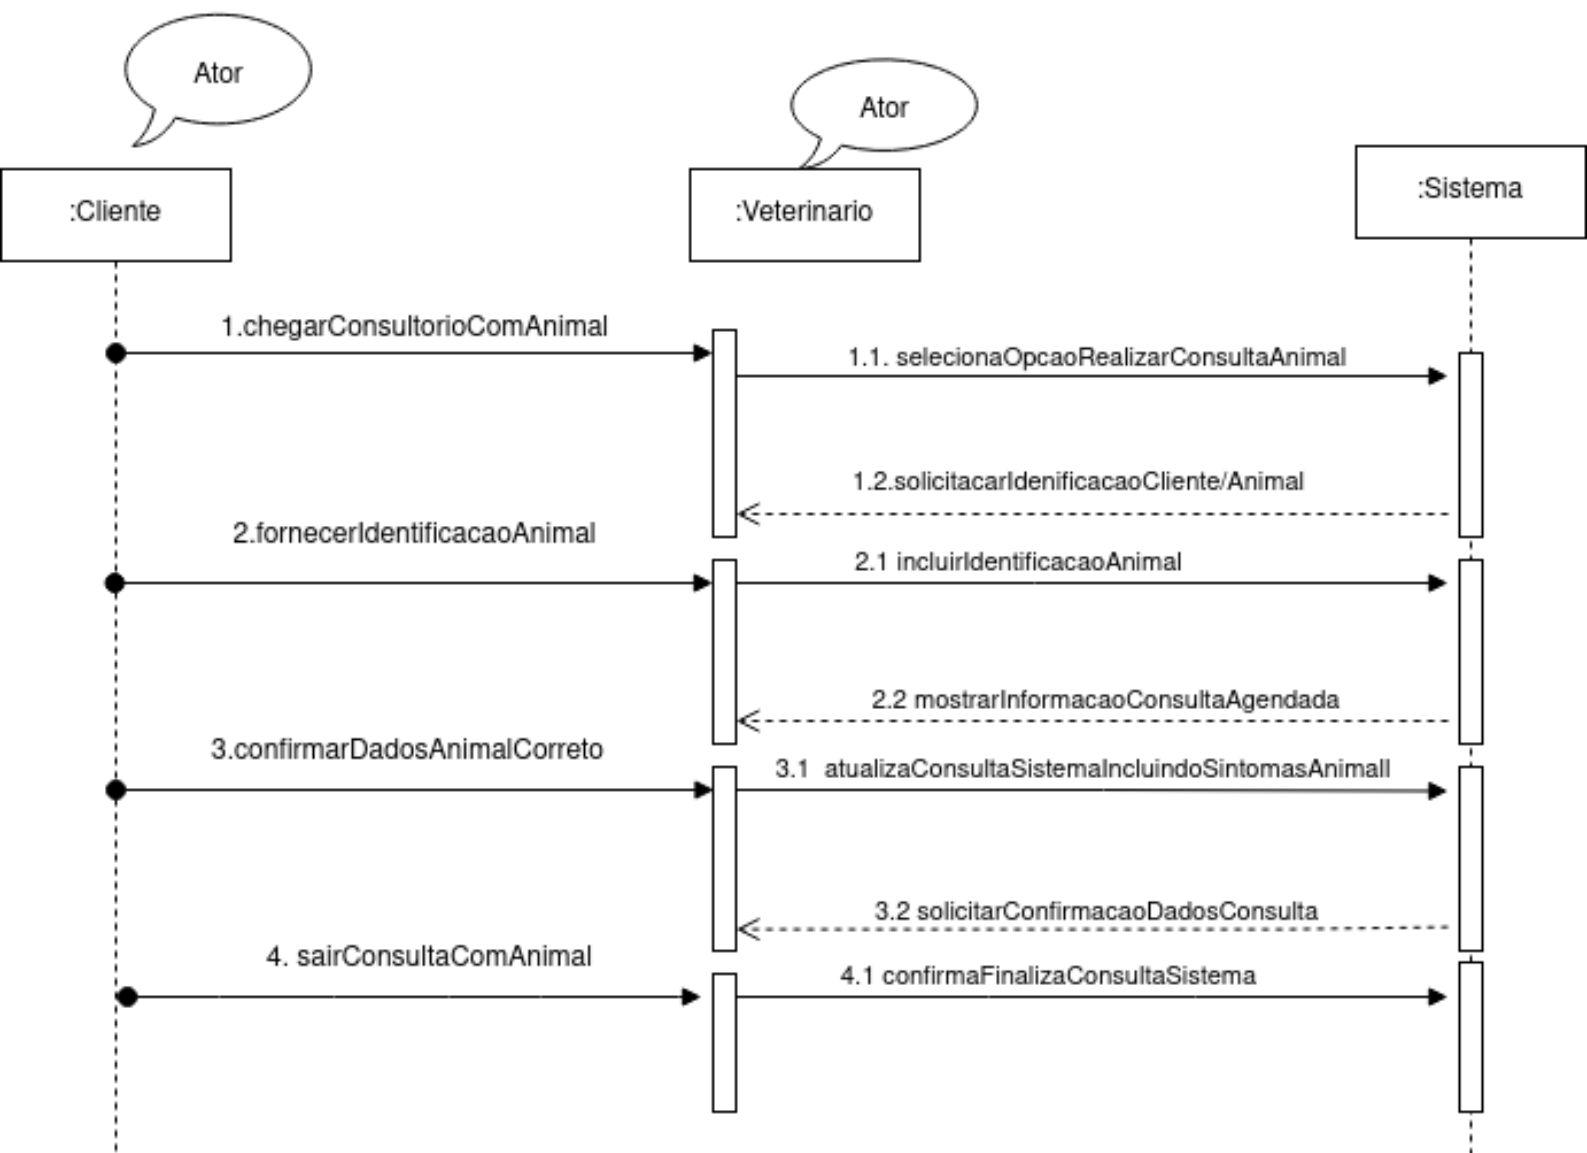 Ator
Ator
:Cliente
:Veterinario
:Sistema
1.chegarConsultorioComAnimal
1.1. selecionaOpcaoRealizarConsultaAnimal
1.2.solicitacarIdenificacaoCliente/Animal
2.fornecerIdentificacaoAnimal
2.1 incluirIdentificacaoAnimal
2.2 mostrarInformacaoConsultaAgendada
3.confirmarDadosAnimalCorreto
3.1 atualizaConsultaSistemaIncluindoSintomasAnimall
3.2 solicitarConfirmacaoDadosConsulta
4. sairConsultaComAnimal
4.1 confirmaFinalizaConsultaSistema